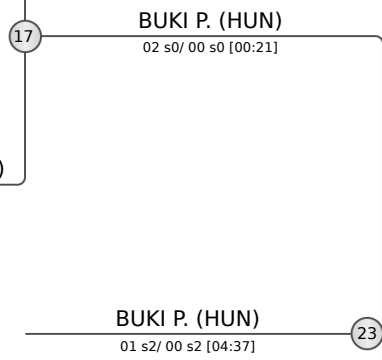 BUKI P. (HUN)
17
02 s0/ 00 s0 [00:21]
)
BUKI P. (HUN)
23
01 s2/ 00 s2 [04:37]